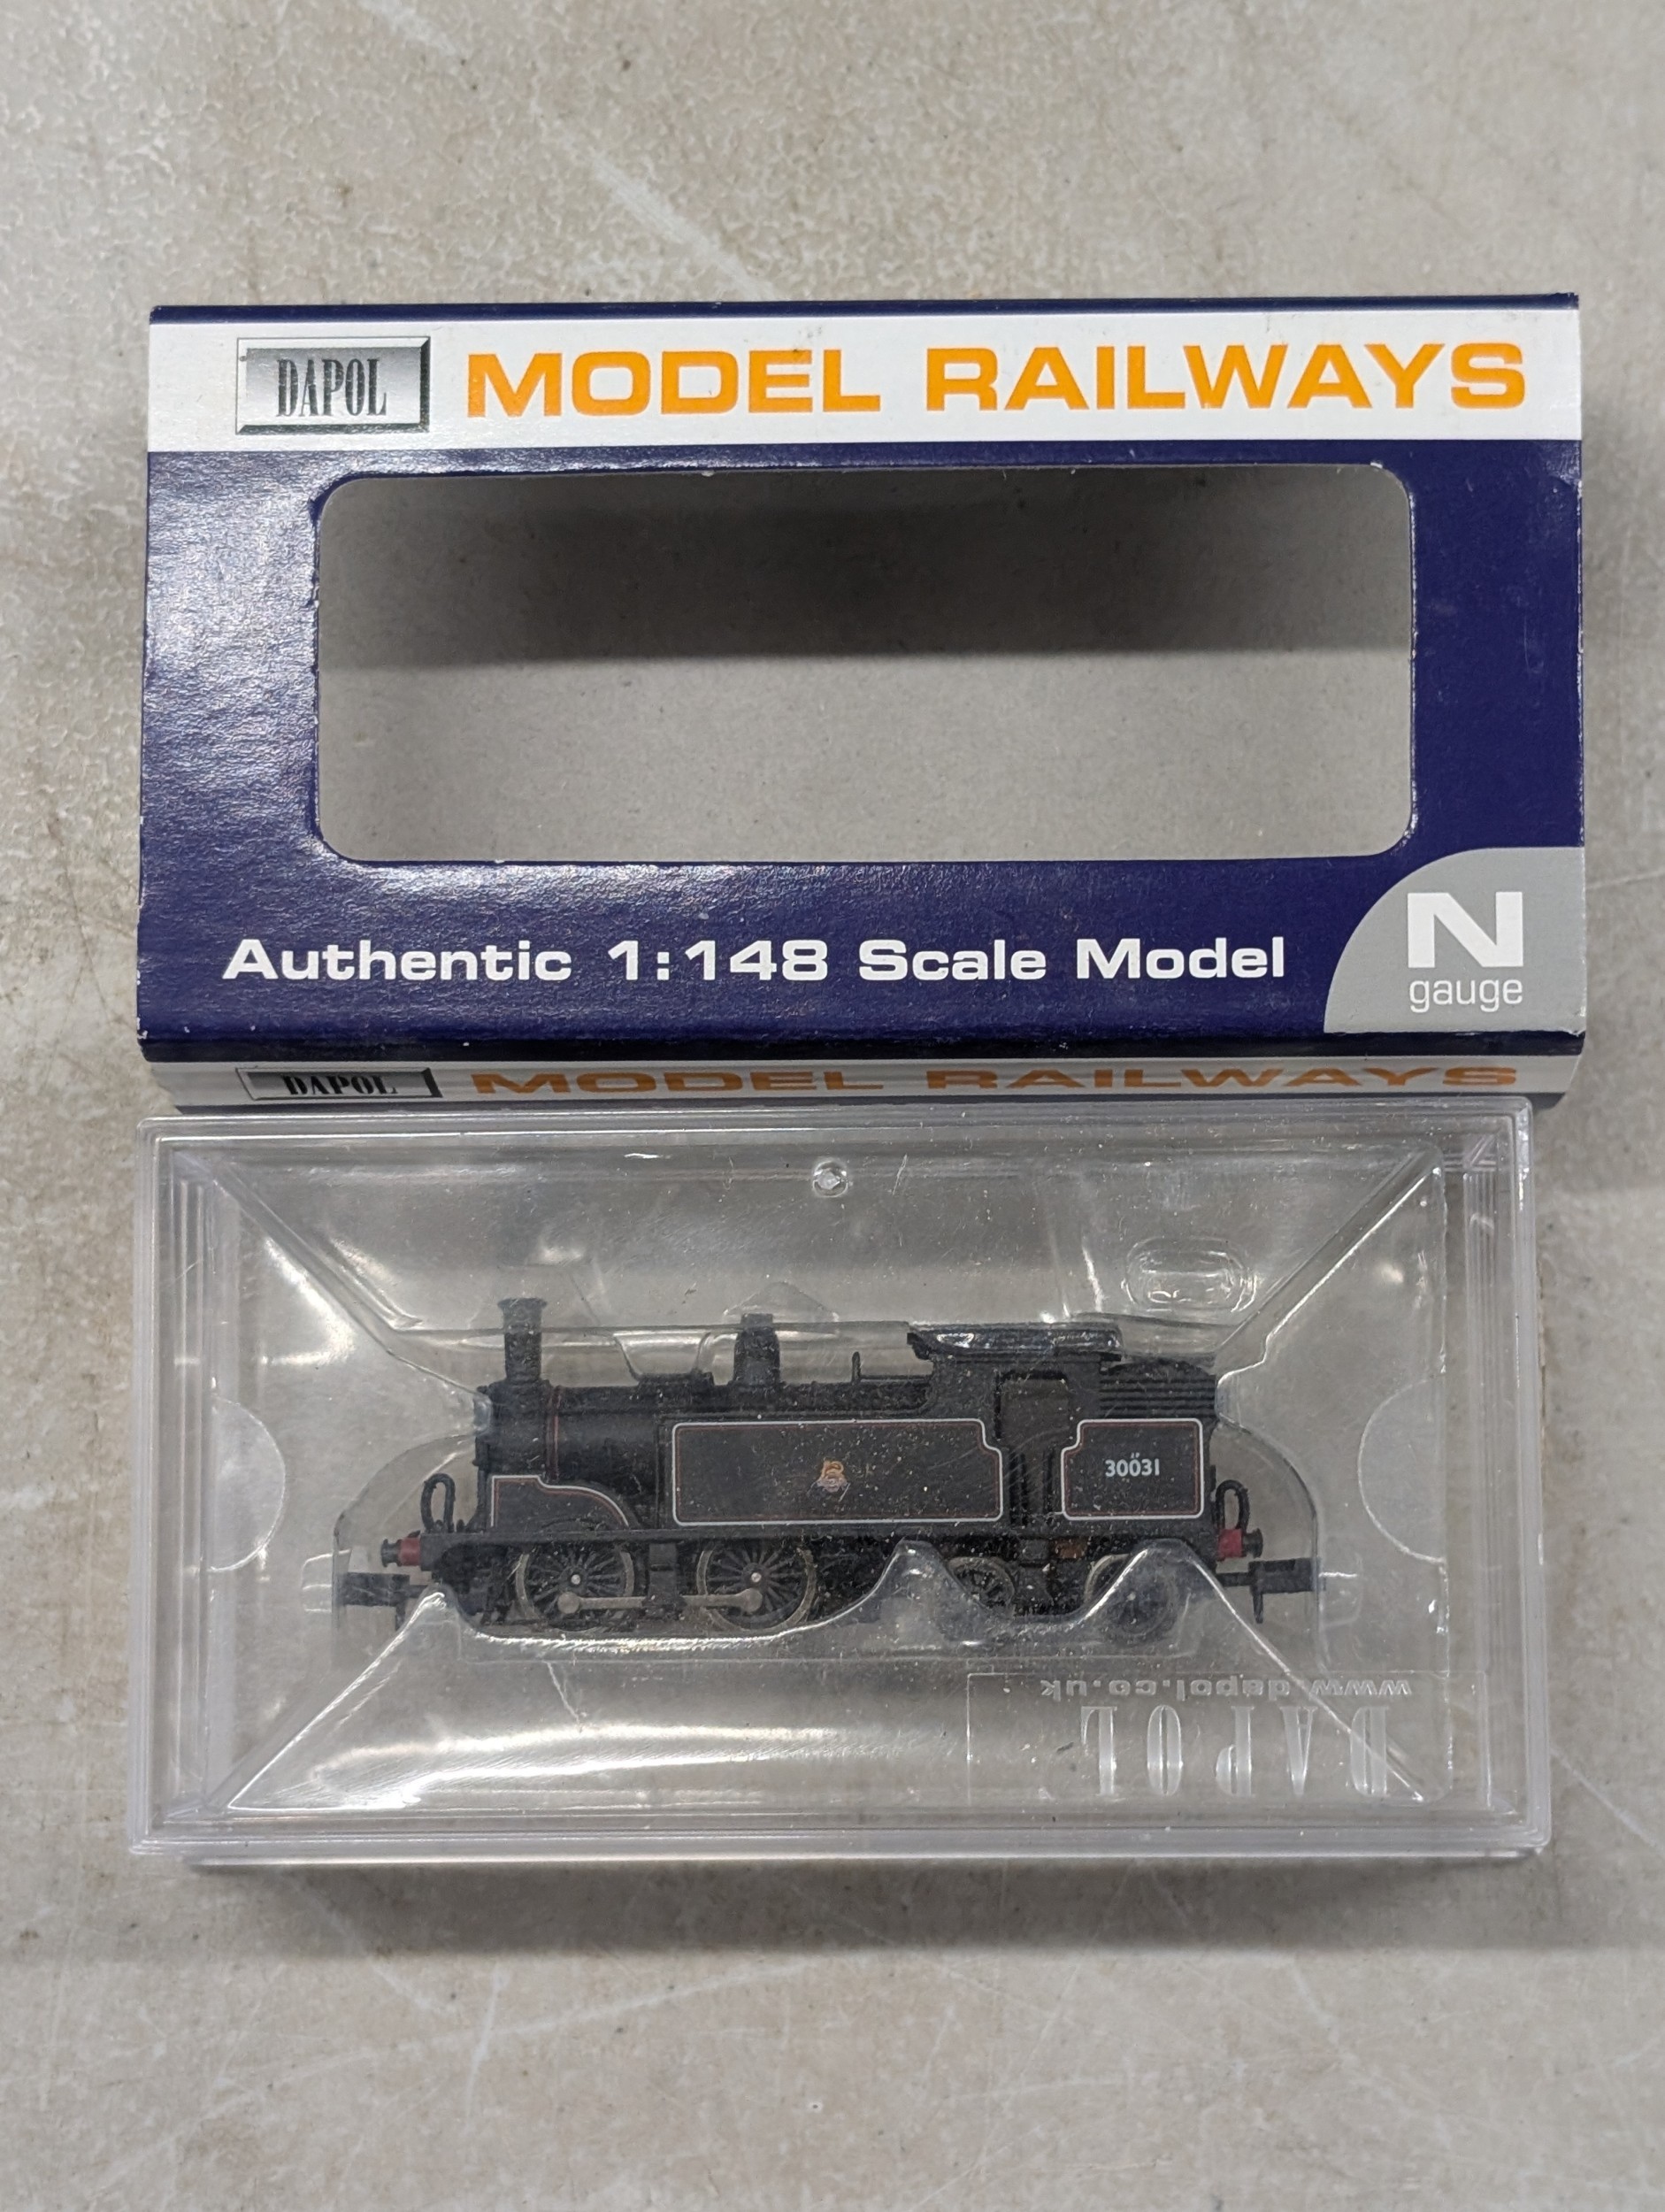 DAPOL MODEL RAILWAYS
Authentic 1:148 Scale Model
N
gauge
DAPOL MODEL RAILWAYS
30031
www.dapol.co.uk
DAPOL